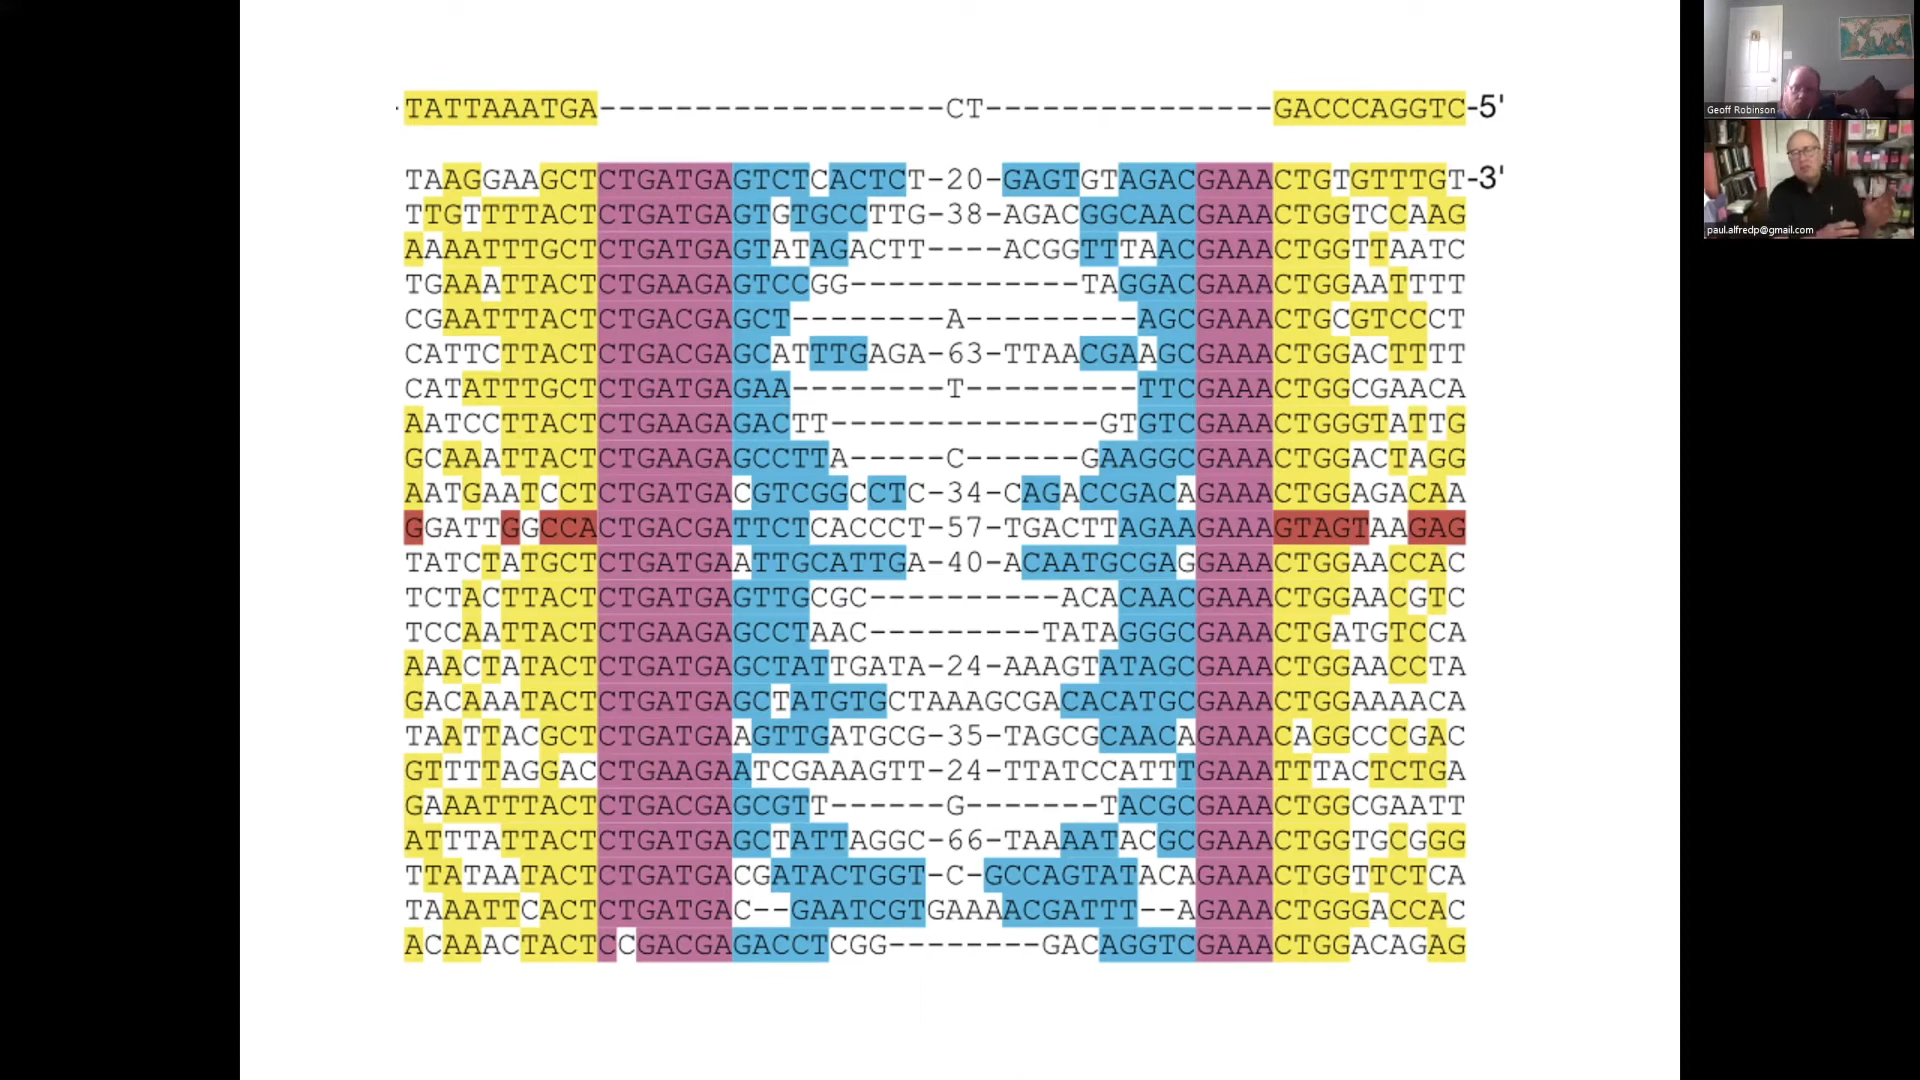 TATTAAATGA------------------CT---------------GACCCAGGTC-5'
TAAGGAAGCTCTGATGAGTCTCACTCT-20-GAGTGTAGACGAAACTGTGTTTGT-3'
TTGTTTTACTCTGATGAGTGTGCCTTG-38-AGACGGCAACGAAACTGGTCCAAG
AAAATTTGCTCTGATGAGTATAGACTT----ACGGTTTAACGAAACTGGTTAATC
TGAAATTACTCTGAAGAGTCCGG------------TAGGACGAAACTGGAATTTT
CGAATTTACTCTGACGAGCT--------A---------AGCGAAACTGCGTCCCT
CATTCTTACTCTGACGAGCATTTGAGA-63-TTAACGAAGCGAAACTGGACTTTT
CATATTTGCTCTGATGAGAA--------T---------TTCGAAACTGGCGAACA
AATCCTTACTCTGAAGAGACTT--------------GTGTCGAAACTGGGTATTG
GCAAATTACTCTGAAGAGCCTTA-----C------GAAGGCGAAACTGGACTAGG
AATGAATCCTCTGATGACGTCGGCCTC-34-CAGACCGACAGAAACTGGAGACAA
GGATTGGCCACTGACGATTCTCACCCT-57-TGACTTAGAAGAAAGTAGTAAGAG
TATCTATGCTCTGATGAATTGCATTGA-40-ACAATGCGAGGAAACTGGAACCAC
TCTACTTACTCTGATGAGTTGCGC----------ACACAACGAAACTGGAACGTC
TCCAATTACTCTGAAGAGCCTAAC---------TATAGGGCGAAACTGATGTCCA
AAACTATACTCTGATGAGCTATTGATA-24-AAAGTATAGCGAAACTGGAACCTA
GACAAATACTCTGATGAGCTATGTGCTAAAGCGACACATGCGAAACTGGAAAACA
TAATTACGCTCTGATGAAGTTGATGCG-35-TAGCGCAACAGAAACAGGCCCGAC
GTTTTAGGACCTGAAGAATCGAAAGTT-24-TTATCCATTTGAAATTTACTCTGA
GAAATTTACTCTGACGAGCGTT------G-------TACGCGAAACTGGCGAATT
ATTTATTACTCTGATGAGCTATTAGGC-66-TAAAATACGCGAAACTGGTGCGGG
TTATAATACTCTGATGACGATACTGGT-C-GCCAGTATACAGAAACTGGTTCTCA
TAAATTCACTCTGATGAC--GAATCGTGAAAACGATTT--AGAAACTGGGACCAC
ACAAACTACTCCGACGAGACCTCGG--------GACAGGTCGAAACTGGACAGAG
Geoff Robinson
paul.alfredp@gmail.com